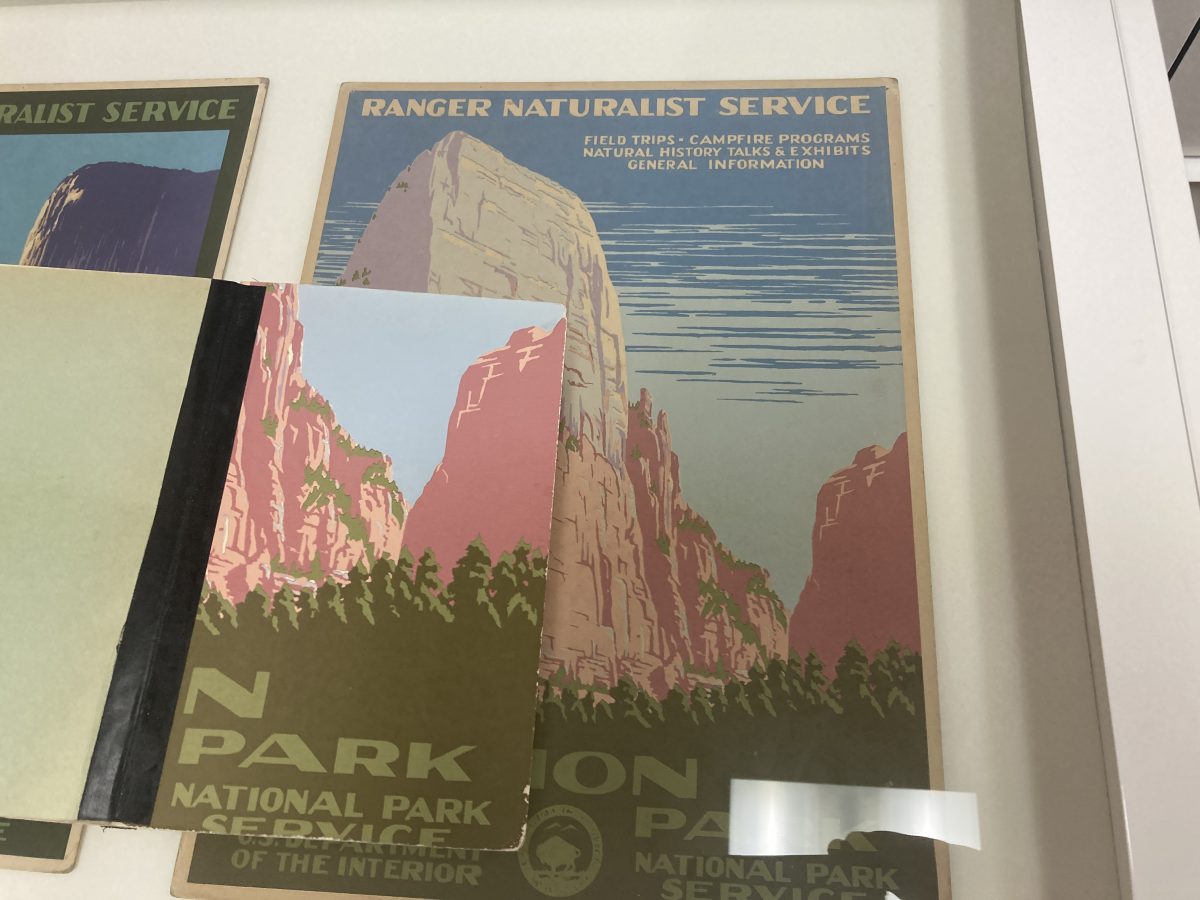 RALIST SERVICE
RANGER NATURALIST SERVICE
FIELD TRIPS - CAMPFIRE PROGRAMS
NATURAL HISTORY TALKS & EXHIBITS
GENERAL INFORMATION
N
PARK
NATIONAL PARK
SERVICE
U.S. DEPARTMENT
OF THE INTERIOR
ION
PARK
NATIONAL PARK
SERVICE